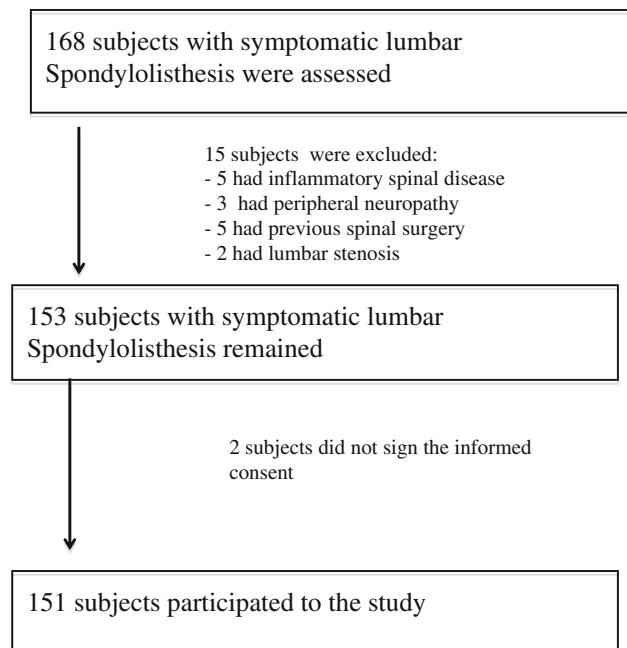 168 subjects with symptomatic lumbar
Spondylolisthesis were assessed
15 subjects were excluded:
- 5 had inflammatory spinal disease
- 3 had peripheral neuropathy
- 5 had previous spinal surgery
- 2 had lumbar stenosis
153 subjects with symptomatic lumbar
Spondylolisthesis remained
2 subjects did not sign the informed
consent
151 subjects participated to the study